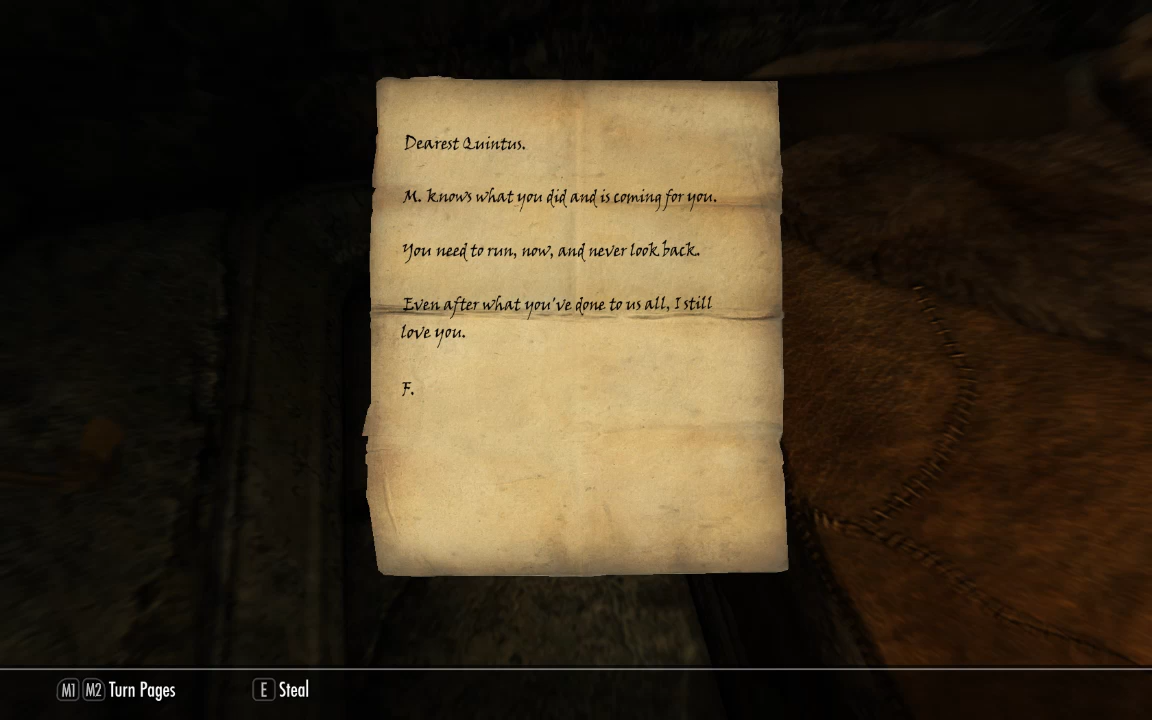 Dearest Quintus.
M. knows what you did and is coming for you.
You need to run, now, and never look back.
Even after what you've done to us all, I still
love you.
F.
M1 M2 Turn Pages E Steal